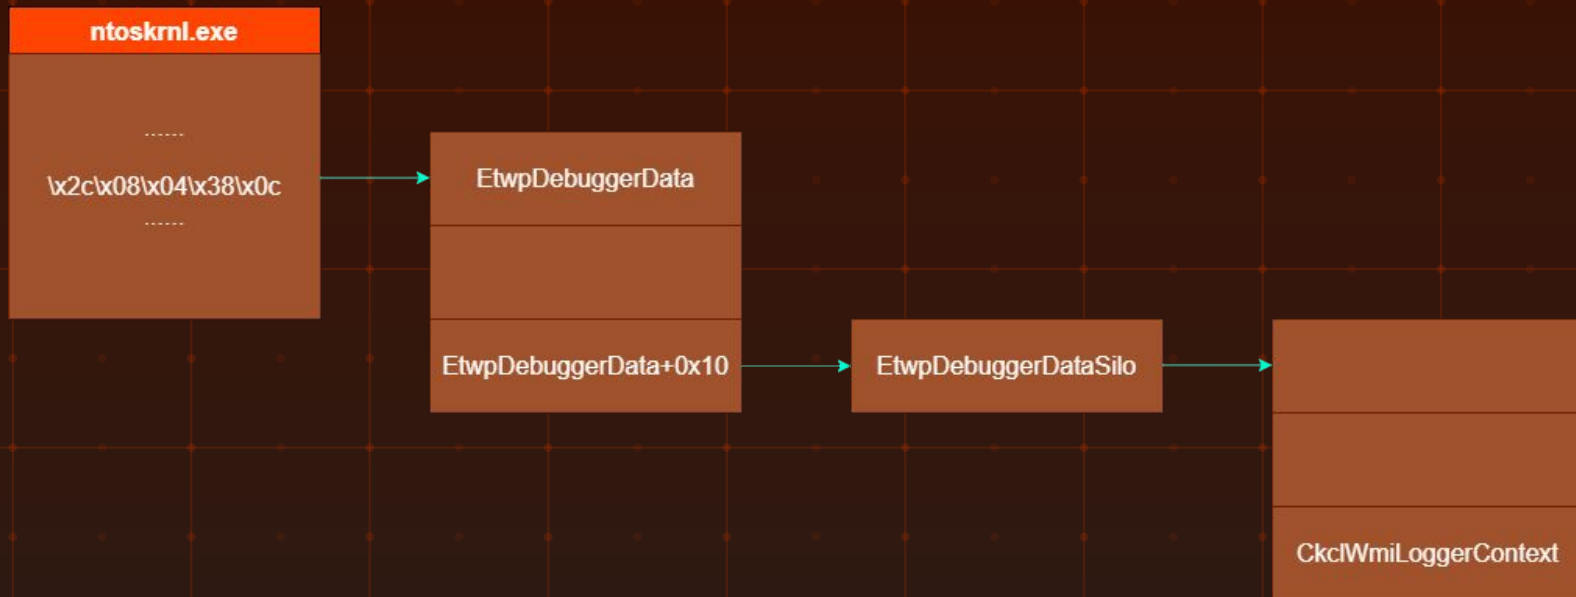 ntoskrnl.exe
------
\x2c\x08\x04\x38\x0c
------
EtwpDebuggerData
EtwpDebuggerData+0x10
EtwpDebuggerDataSilo
CkclWmiLoggerContext